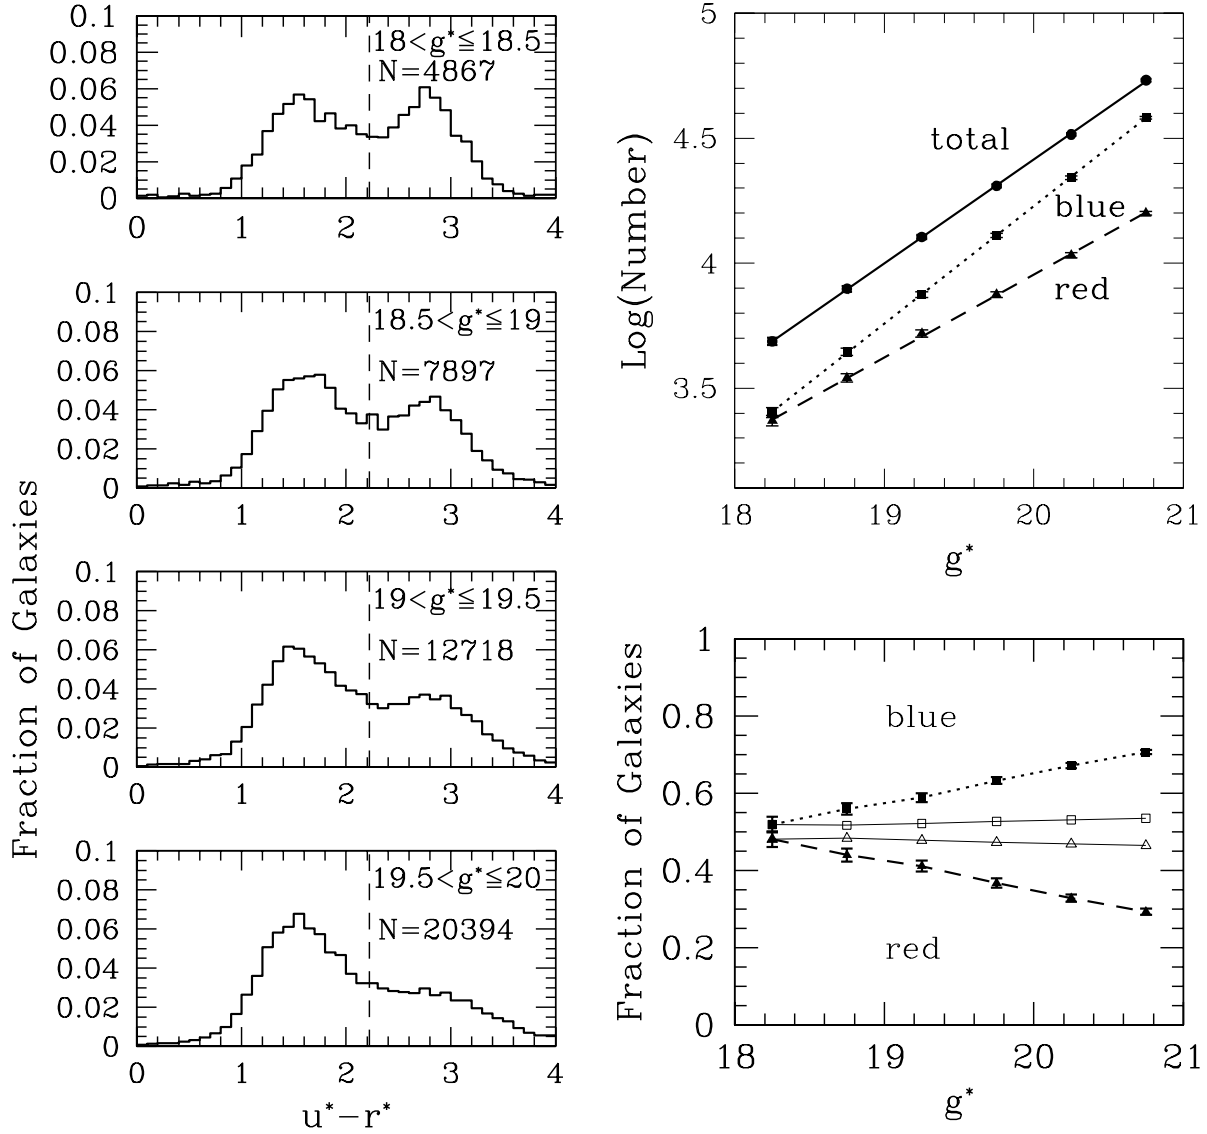 0.1
0.08
0.06
0.04
0.02
0
18<g*≦18.5
N=4867
0 1 2 3 4
0.1
0.08
0.06
0.04
0.02
0
18.5<g*≦19
N=7897
0 1 2 3 4
0.1
0.08
0.06
0.04
0.02
0
19<g*≦19.5
N=12718
0 1 2 3 4
0.1
0.08
0.06
0.04
0.02
0
19.5<g*≦20
N=20394
0 1 2 3 4
u*−r*
Fraction of Galaxies
5
4.5
4
3.5
Log(Number)
total
blue
red
18 19 20 21
g*
1
0.8
0.6
0.4
0.2
0
Fraction of Galaxies
blue
red
18 19 20 21
g*